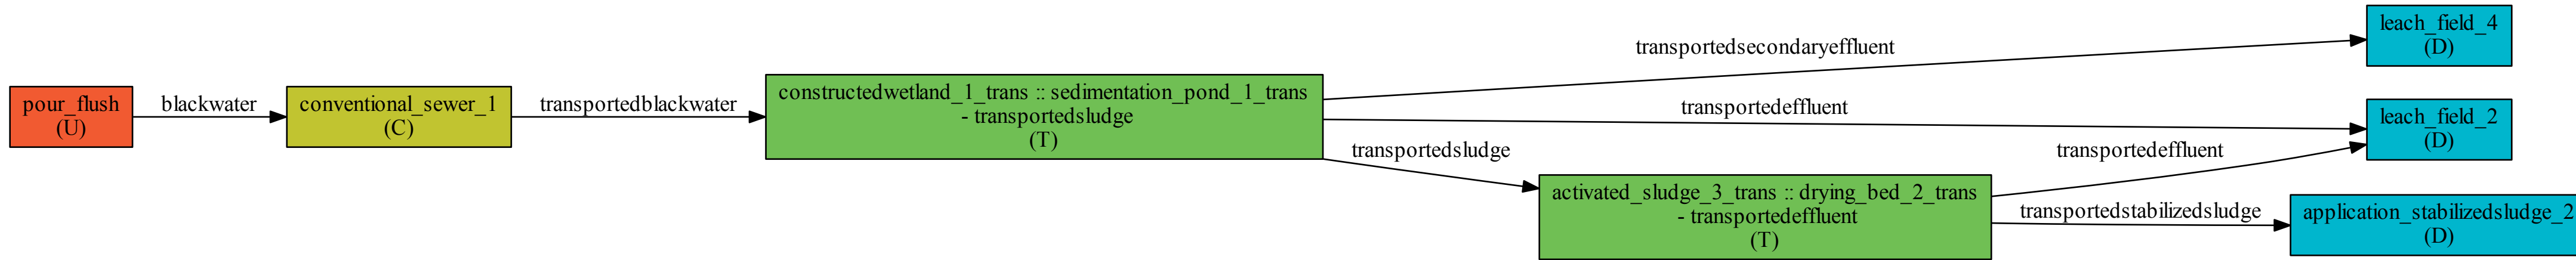 pour_flush
(U)
blackwater
conventional_sewer_1
(C)
transportedblackwater
constructedwetland_1_trans :: sedimentation_pond_1_trans
- transportedsludge
(T)
transportedsecondaryeffluent
transportedeffluent
transportedsludge
activated_sludge_3_trans :: drying_bed_2_trans
- transportedeffluent
(T)
transportedeffluent
transportedstabilizedsludge
leach_field_4
(D)
leach_field_2
(D)
application_stabilizedsludge_2
(D)